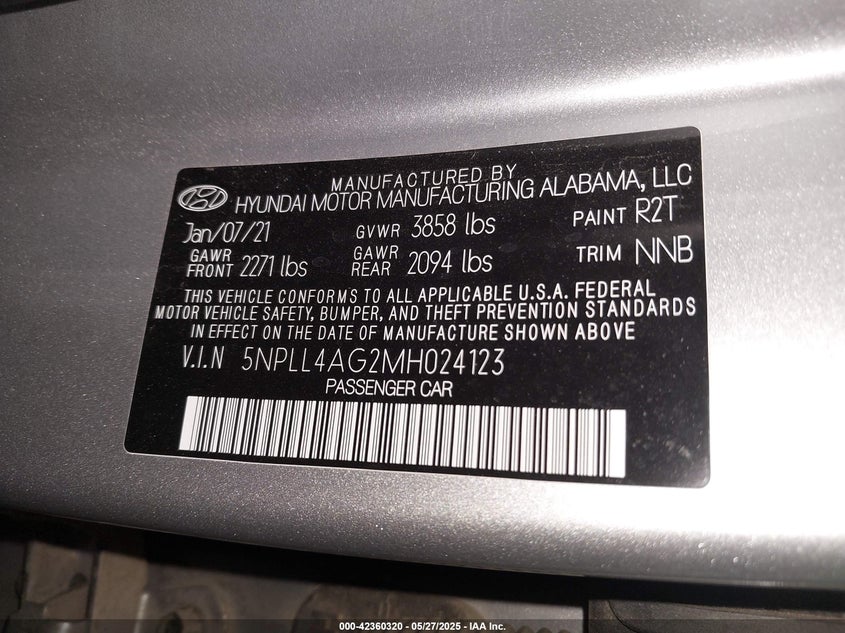 MANUFACTURED BY
HYUNDAI MOTOR MANUFACTURING ALABAMA, LLC
Jan/07/21 GVWR 3858 lbs PAINT R2T
GAWR FRONT 2271 lbs GAWR REAR 2094 lbs TRIM NNB
THIS VEHICLE CONFORMS TO ALL APPLICABLE U.S.A. FEDERAL
MOTOR VEHICLE SAFETY, BUMPER, AND THEFT PREVENTION STANDARDS
IN EFFECT ON THE DATE OF MANUFACTURE SHOWN ABOVE
V.I.N 5NPLL4AG2MH024123
PASSENGER CAR
000-42360320 - 05/27/2025 - IAA Inc.